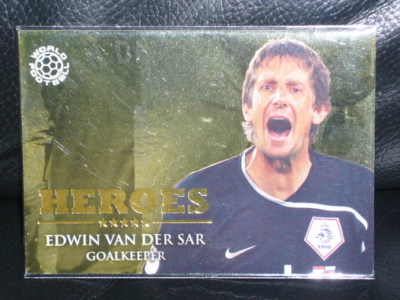 WORLD FOOTBALL
HEROES
EDWIN VAN DER SAR
GOALKEEPER